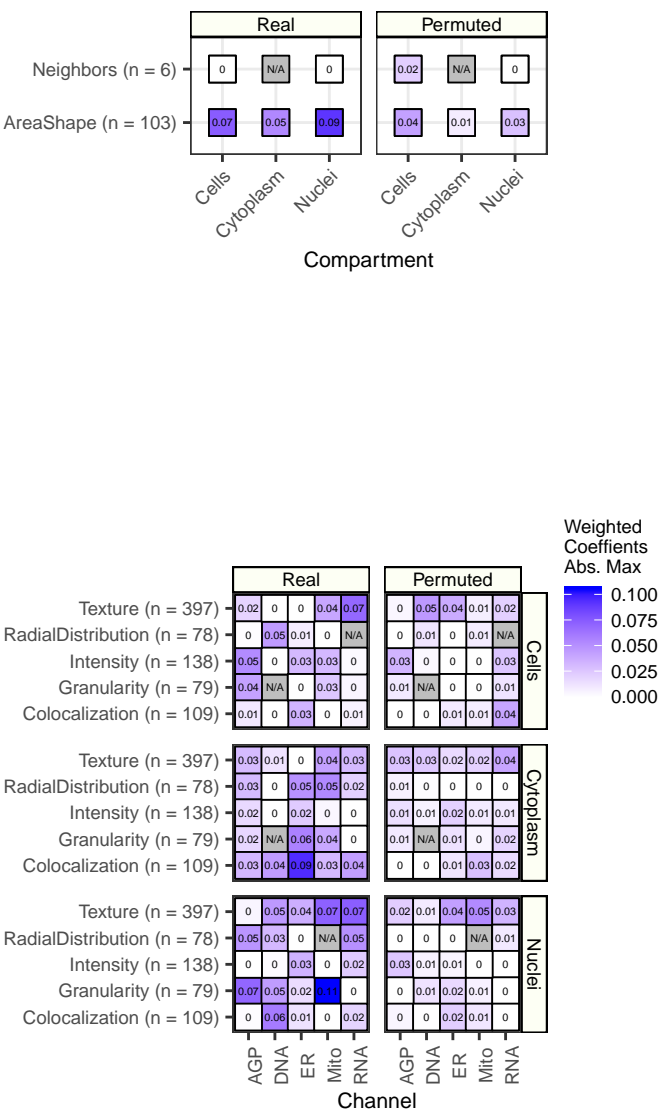 Real Permuted
Neighbors (n = 6) 0 N/A 0 0.02 N/A 0
AreaShape (n = 103) 0.07 0.05 0.09 0.04 0.01 0.03
Cells Cytoplasm Nuclei Cells Cytoplasm Nuclei
Compartment
Weighted
Coeffients
Abs. Max
0.100
0.075
0.050
0.025
0.000
Real Permuted
Texture (n = 397) 0.02 0 0 0.04 0.07 0 0.05 0.04 0.01 0.02
RadialDistribution (n = 78) 0 0.05 0.01 0 N/A 0 0.01 0 0.01 N/A
Intensity (n = 138) 0.05 0 0.03 0.03 0 0.03 0 0 0 0.03
Granularity (n = 79) 0.04 N/A 0 0.03 0 0.01 N/A 0 0 0.01
Colocalization (n = 109) 0.01 0 0.03 0 0.01 0 0 0.01 0.01 0.04
Cells
Texture (n = 397) 0.03 0.01 0 0.04 0.03 0.03 0.03 0.02 0.02 0.04
RadialDistribution (n = 78) 0.03 0 0.05 0.05 0.02 0.01 0 0 0 0
Intensity (n = 138) 0.02 0 0.02 0 0 0.01 0.01 0.02 0.01 0.01
Granularity (n = 79) 0.02 N/A 0.06 0.04 0 0.01 N/A 0.01 0 0.02
Colocalization (n = 109) 0.03 0.04 0.09 0.03 0.04 0 0 0.01 0.03 0.02
Cytoplasm
Texture (n = 397) 0 0.05 0.04 0.07 0.07 0.02 0.01 0.04 0.05 0.03
RadialDistribution (n = 78) 0.05 0.03 0 N/A 0.05 0 0 0 N/A 0.01
Intensity (n = 138) 0 0 0.03 0 0.02 0.03 0.01 0.01 0 0
Granularity (n = 79) 0.07 0.05 0.02 0.11 0 0 0.01 0.02 0.01 0
Colocalization (n = 109) 0 0.06 0.01 0 0.02 0 0 0.02 0.01 0
Nuclei
AGP DNA ER Mito RNA AGP DNA ER Mito RNA
Channel